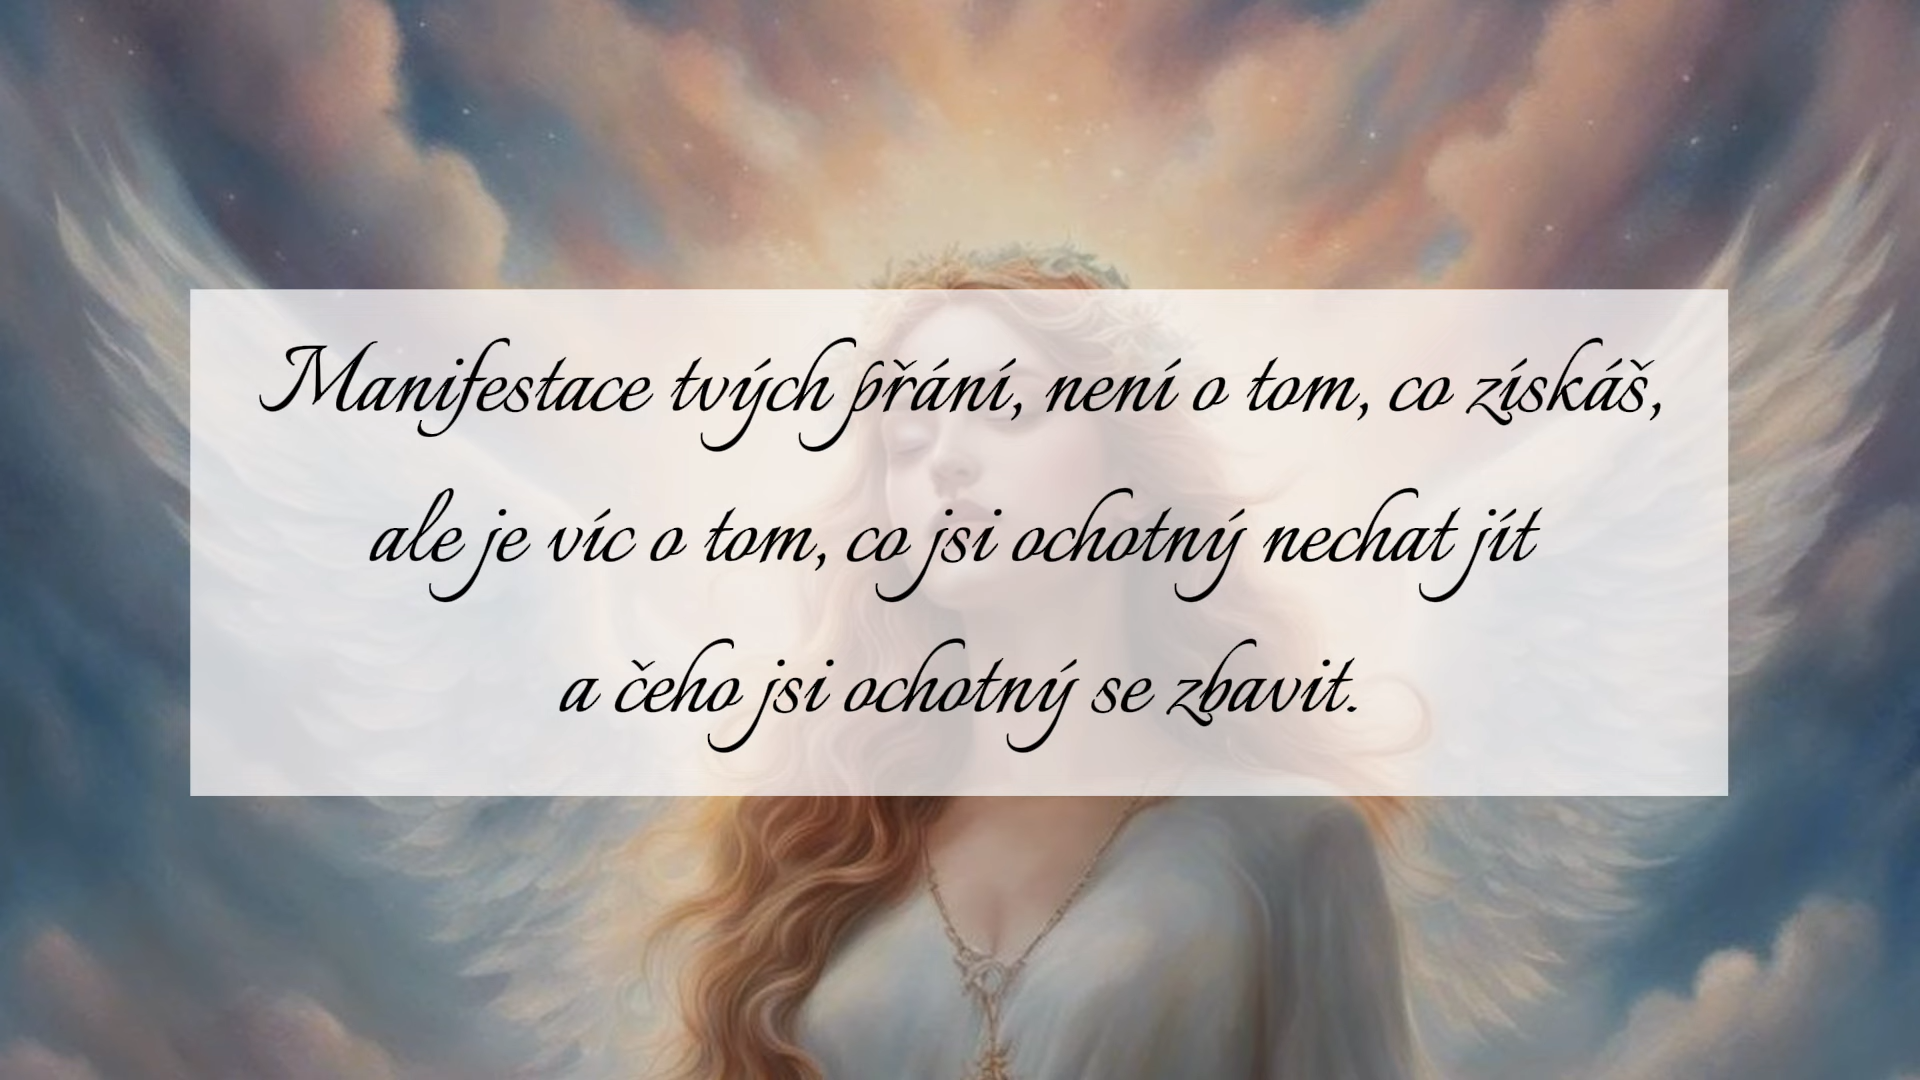 Manifestace tvých přání, není o tom, co získáš,
ale je víc o tom, co jsi ochotný nechat jít
a čeho jsi ochotný se zbavit.